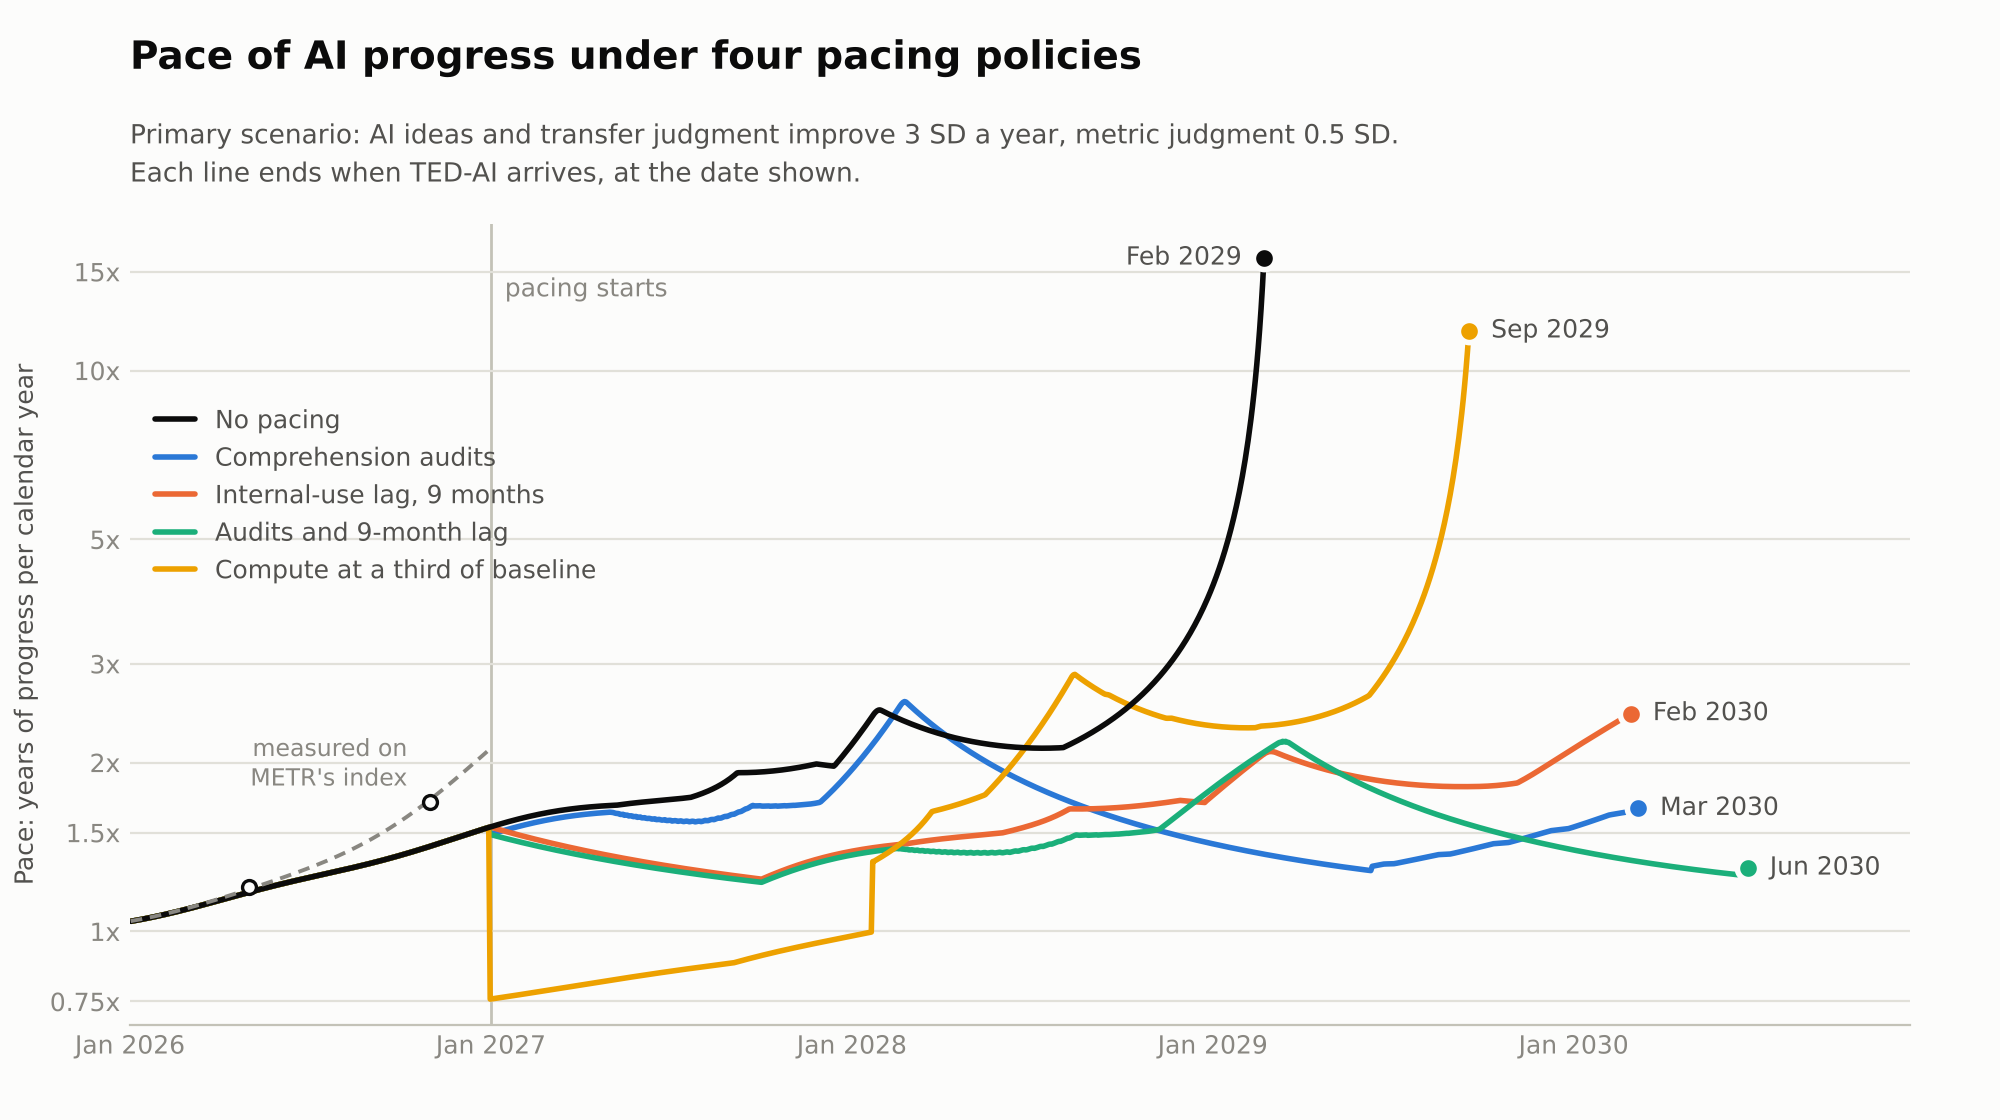 Pace of AI progress under four pacing policies
Primary scenario: AI ideas and transfer judgment improve 3 SD a year, metric judgment 0.5 SD.
Each line ends when TED-AI arrives, at the date shown.
Pace: years of progress per calendar year
15x
10x
5x
3x
2x
1.5x
1x
0.75x
pacing starts
No pacing
Comprehension audits
Internal-use lag, 9 months
Audits and 9-month lag
Compute at a third of baseline
measured on
METR's index
Feb 2029
Sep 2029
Feb 2030
Mar 2030
Jun 2030
Jan 2026
Jan 2027
Jan 2028
Jan 2029
Jan 2030